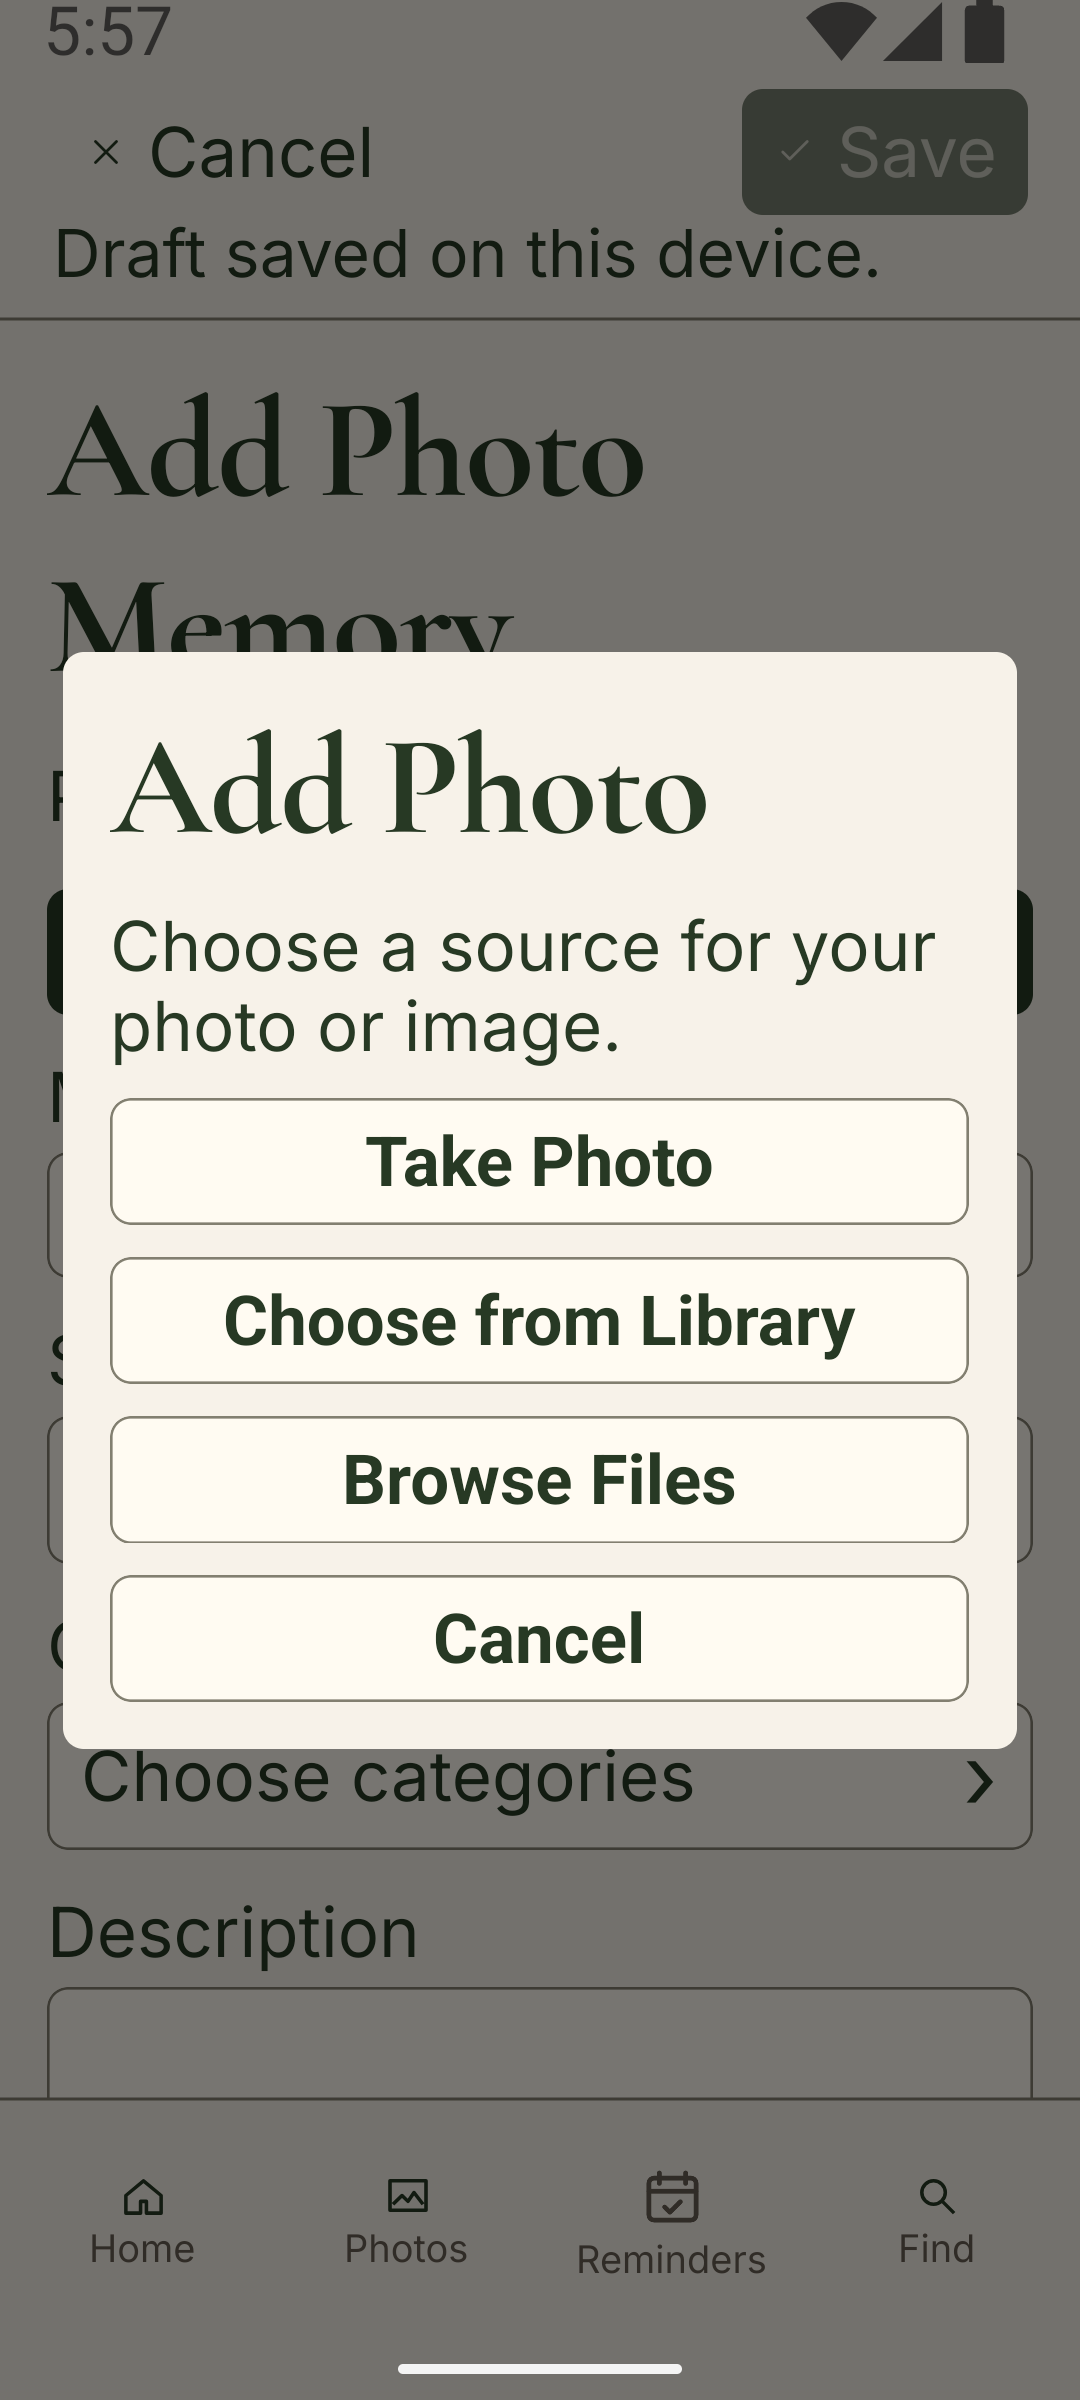 5:57
Cancel
Save
Draft saved on this device.
Add Photo
Memory
Add Photo
Choose a source for your
photo or image.
Take Photo
Choose from Library
Browse Files
Cancel
Choose categories
Description
Home
Photos
Reminders
Find